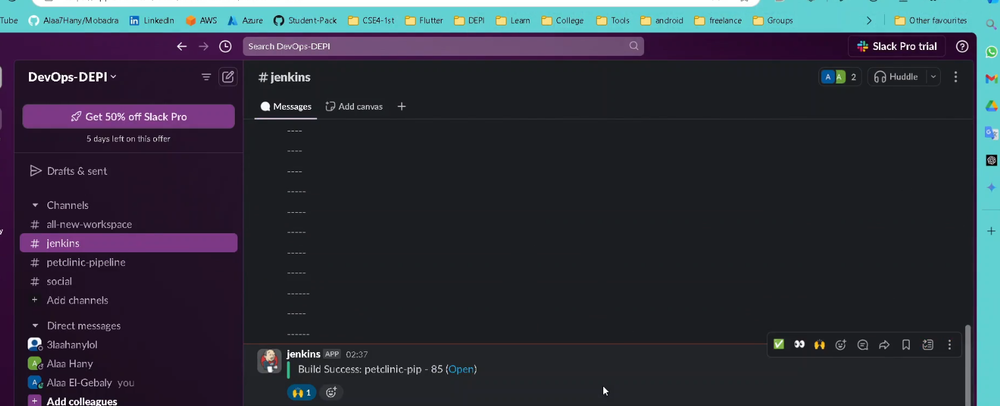 Tube Alaa7Hany/Mobadra LinkedIn AWS Azure Student-Pack CSE4-1st Flutter DEPI Learn College Tools android freelance Groups Other favourites
Search DevOps-DEPI
Slack Pro trial
DevOps-DEPI
Get 50% off Slack Pro
5 days left on this offer
Drafts & sent
Channels
# all-new-workspace
# jenkins
# petclinic-pipeline
# social
+ Add channels
Direct messages
3laahanylol
A Alaa Hany
A Alaa El-Gebaly you
+ Add colleagues
# jenkins
A A 2
Huddle
Messages
Add canvas
+
----
----
----
-----
-----
-----
-----
-----
------
-----
------
jenkins APP 02:37
Build Success: petclinic-pip - 85 (Open)
1